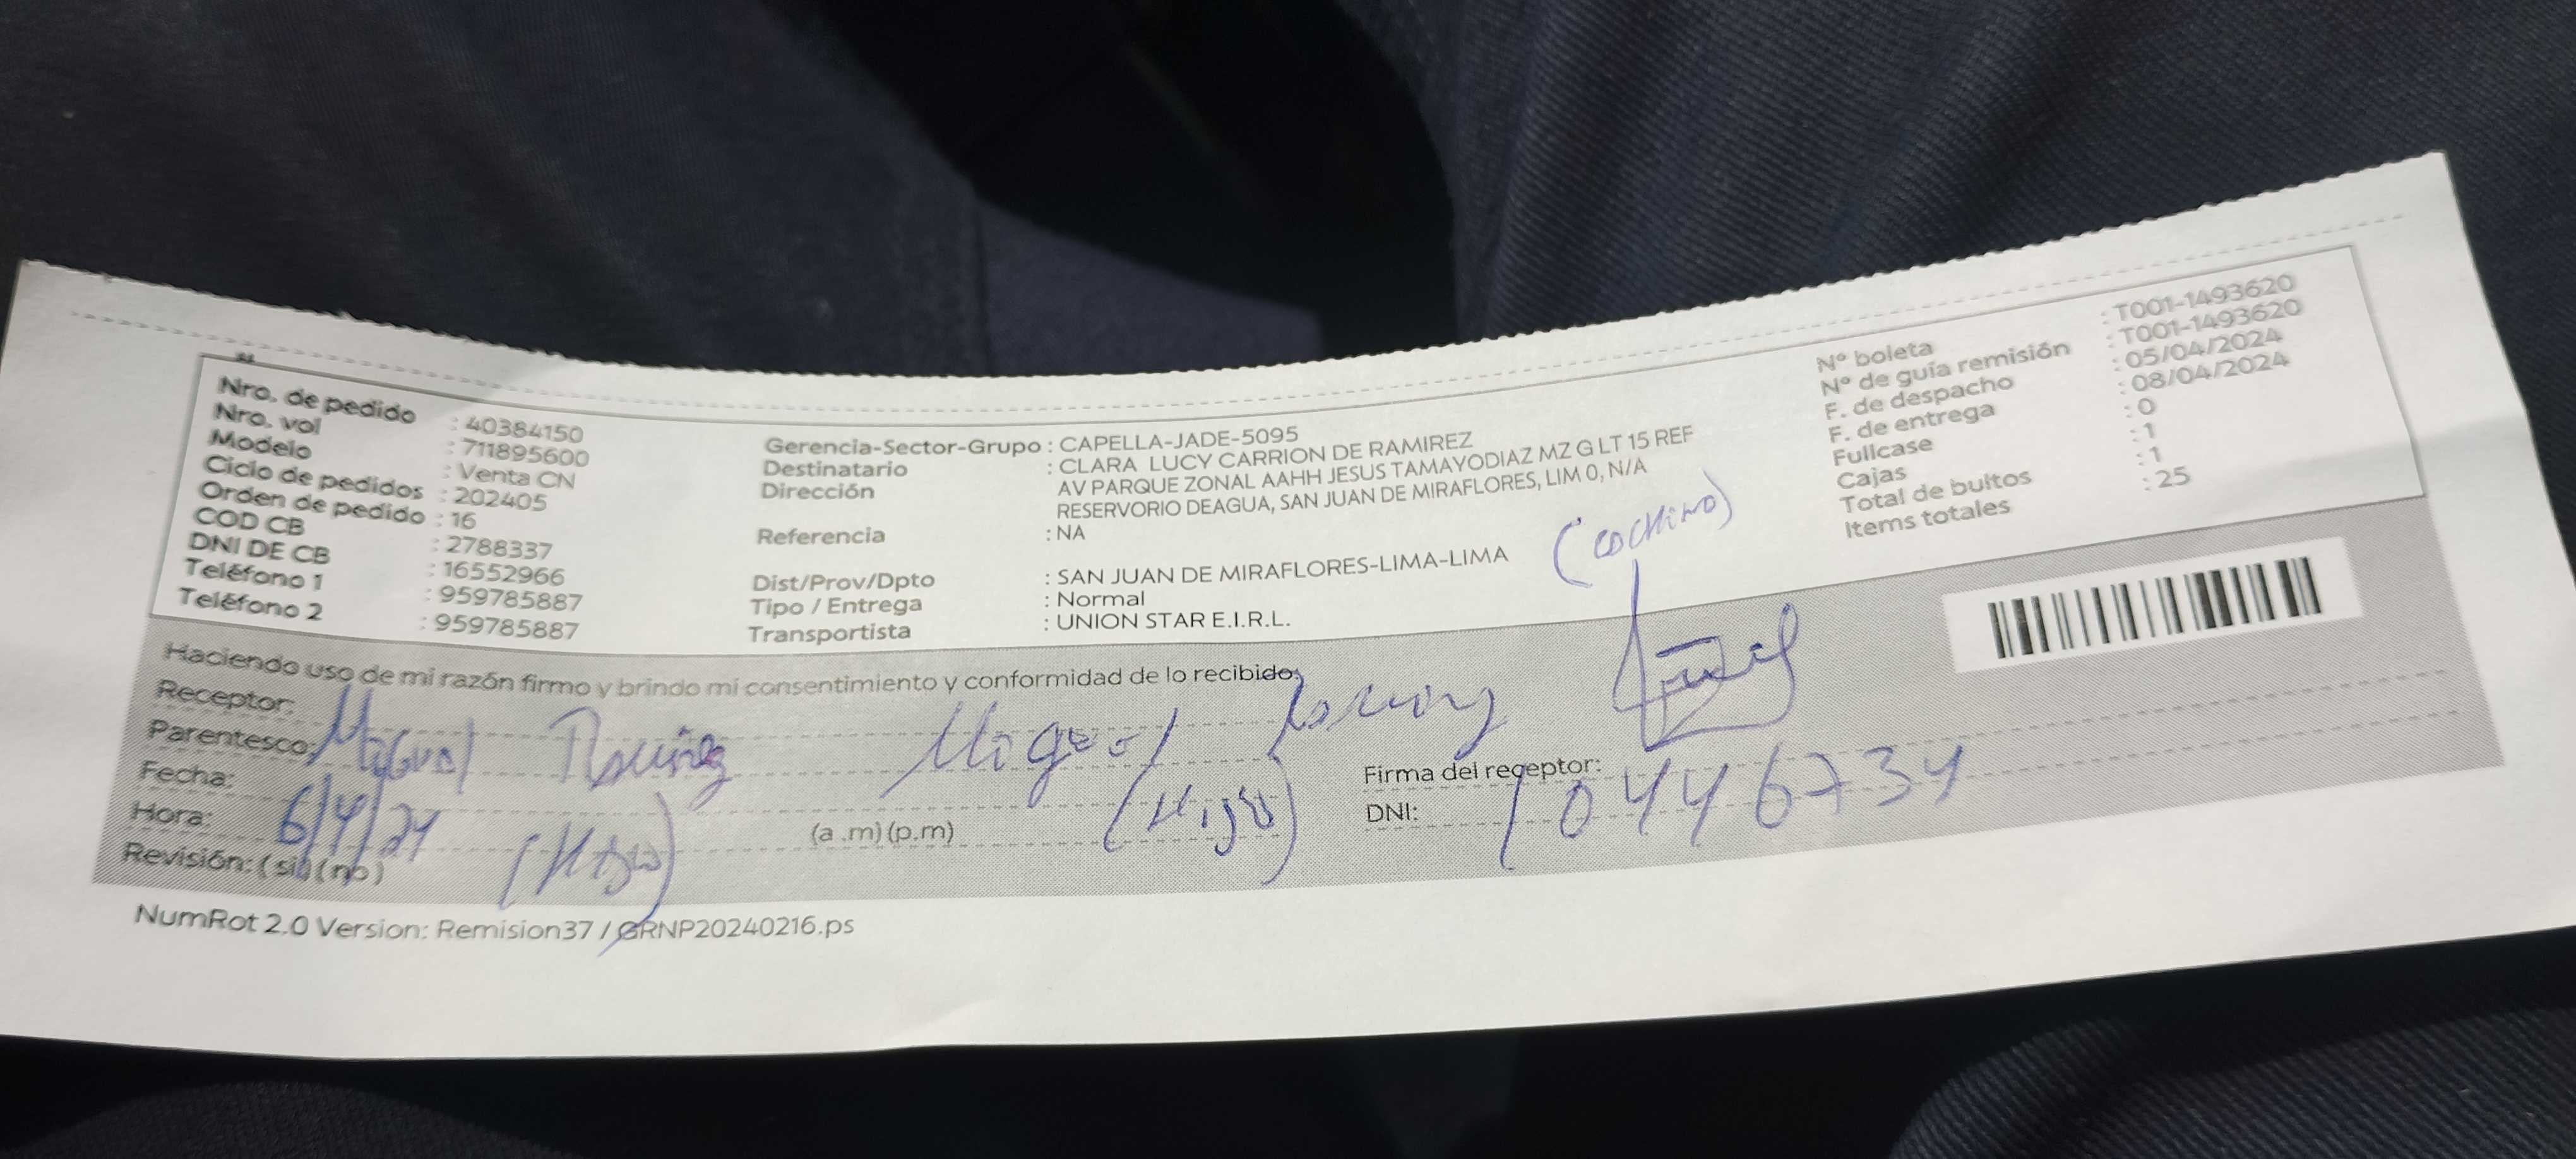 Nro. de pedido : 40384150
Nro. vol : 711895600
Modelo : Venta CN
Ciclo de pedidos : 202405
Orden de pedido : 16
COD CB : 2788337
DNI DE CB : 16552966
Teléfono 1 : 959785887
Teléfono 2 : 959785887
Gerencia-Sector-Grupo : CAPELLA-JADE-5095
Destinatario : CLARA LUCY CARRION DE RAMIREZ
Dirección : AV PARQUE ZONAL AAHH JESUS TAMAYODIAZ MZ G LT 15 REF
RESERVORIO DEAGUA, SAN JUAN DE MIRAFLORES, LIM 0, N/A
Referencia : NA
Dist/Prov/Dpto : SAN JUAN DE MIRAFLORES-LIMA-LIMA
Tipo / Entrega : Normal
Transportista : UNION STAR E.I.R.L.
Nº boleta : T001-1493620
Nº de guía remisión : T001-1493620
F. de despacho : 05/04/2024
F. de entrega : 08/04/2024
Fullcase : 0
Cajas : 1
Total de bultos : 1
Items totales : 25
(COCHINO)
Haciendo uso de mi razón firmo y brindo mi consentimiento y conformidad de lo recibido:
Receptor:
Parentesco: Miguel Miguel
Fecha: 6/4/24
Hora: (a .m) (p.m)
Revisión: ( si ) ( no )
Firma del receptor:
DNI: 10446734
NumRot 2.0 Version: Remision37 / GRNP20240216.ps